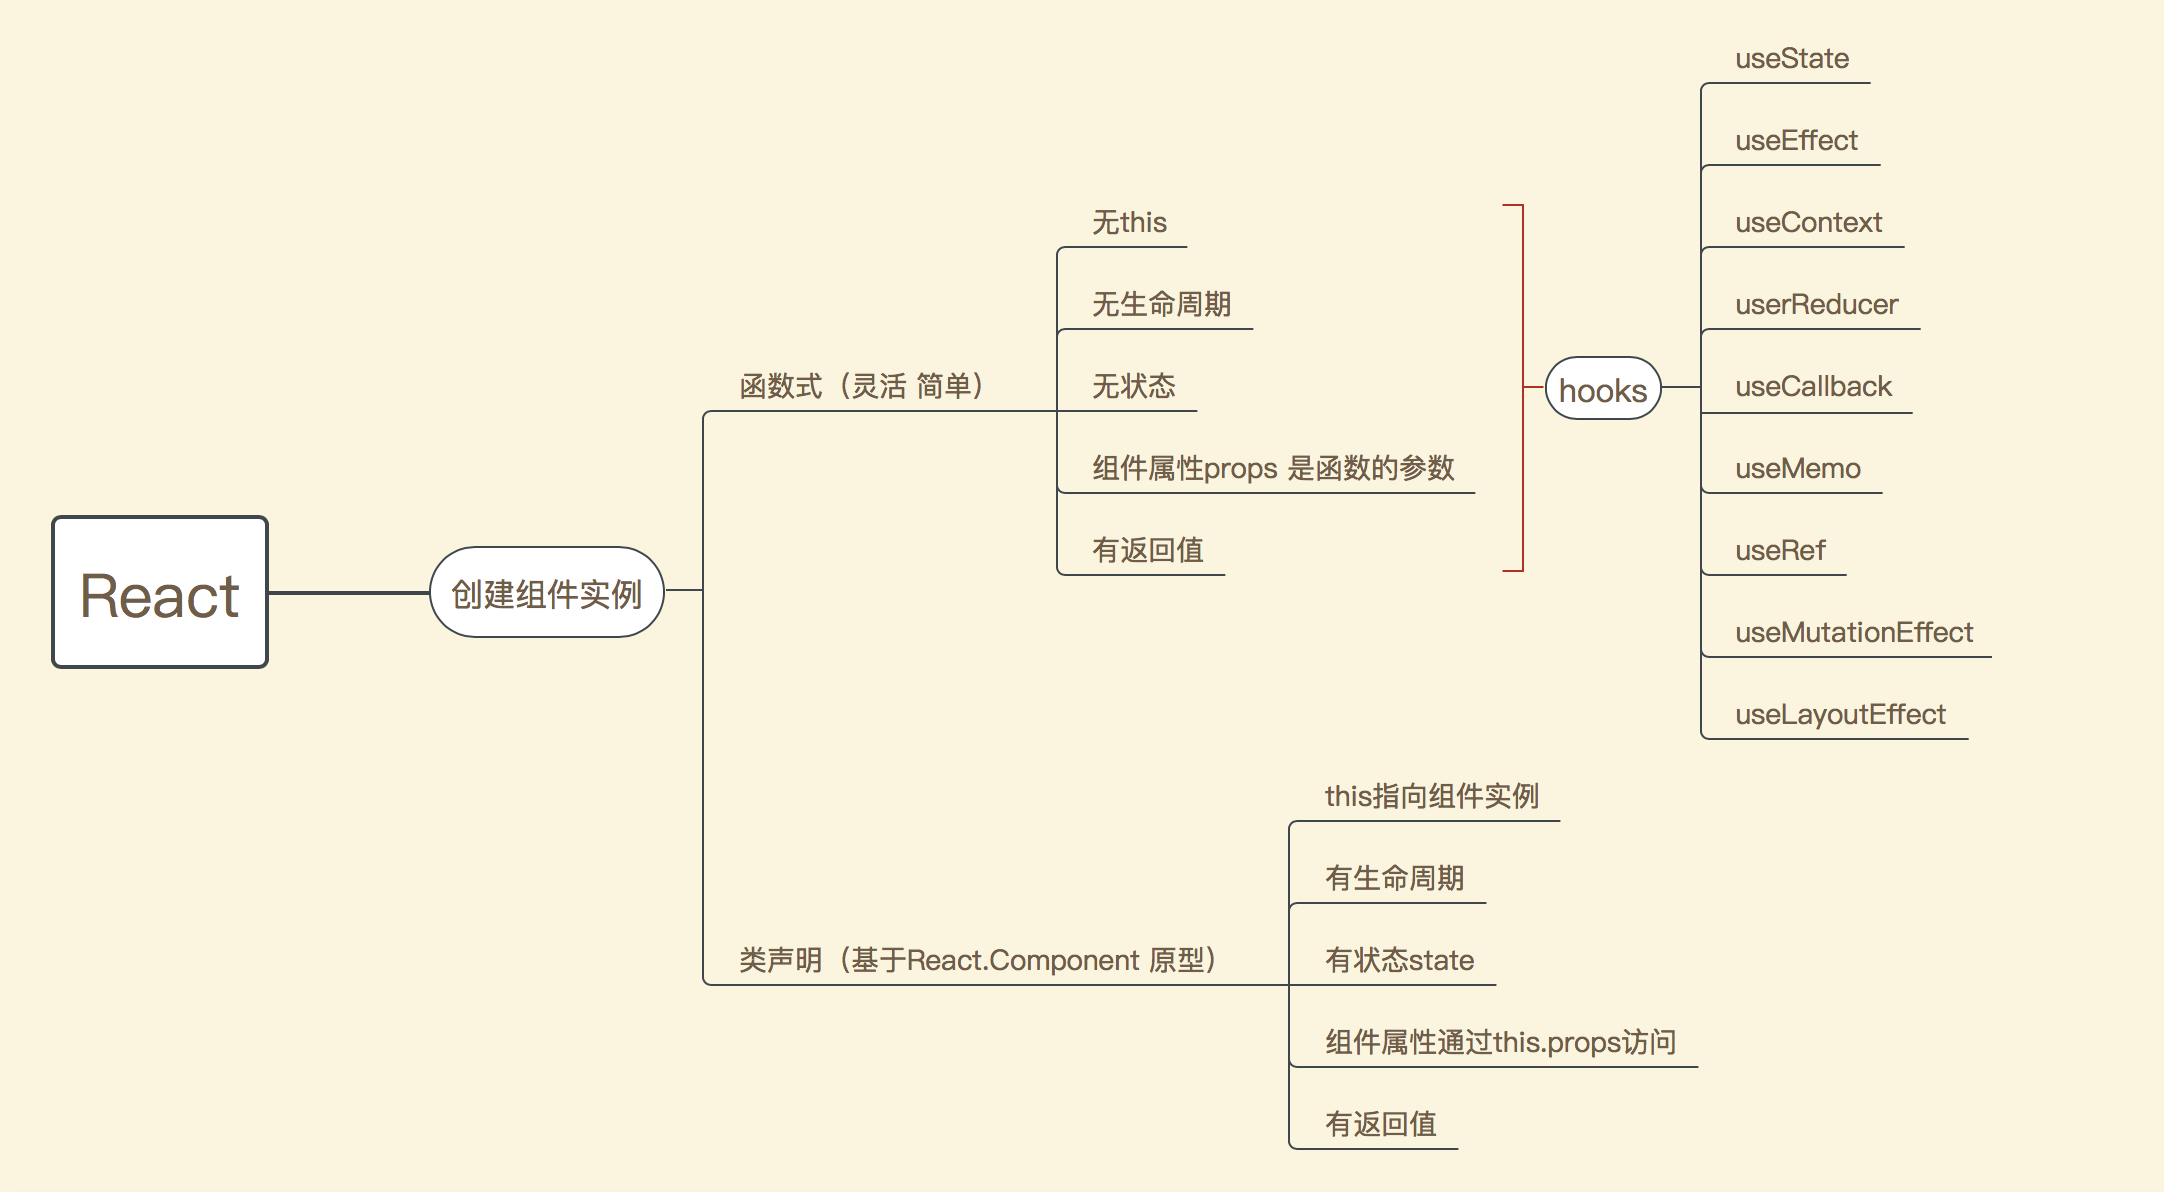 React
创建组件实例
函数式（灵活 简单）
无this
无生命周期
无状态
组件属性props 是函数的参数
有返回值
hooks
useState
useEffect
useContext
userReducer
useCallback
useMemo
useRef
useMutationEffect
useLayoutEffect
类声明（基于React.Component 原型）
this指向组件实例
有生命周期
有状态state
组件属性通过this.props访问
有返回值